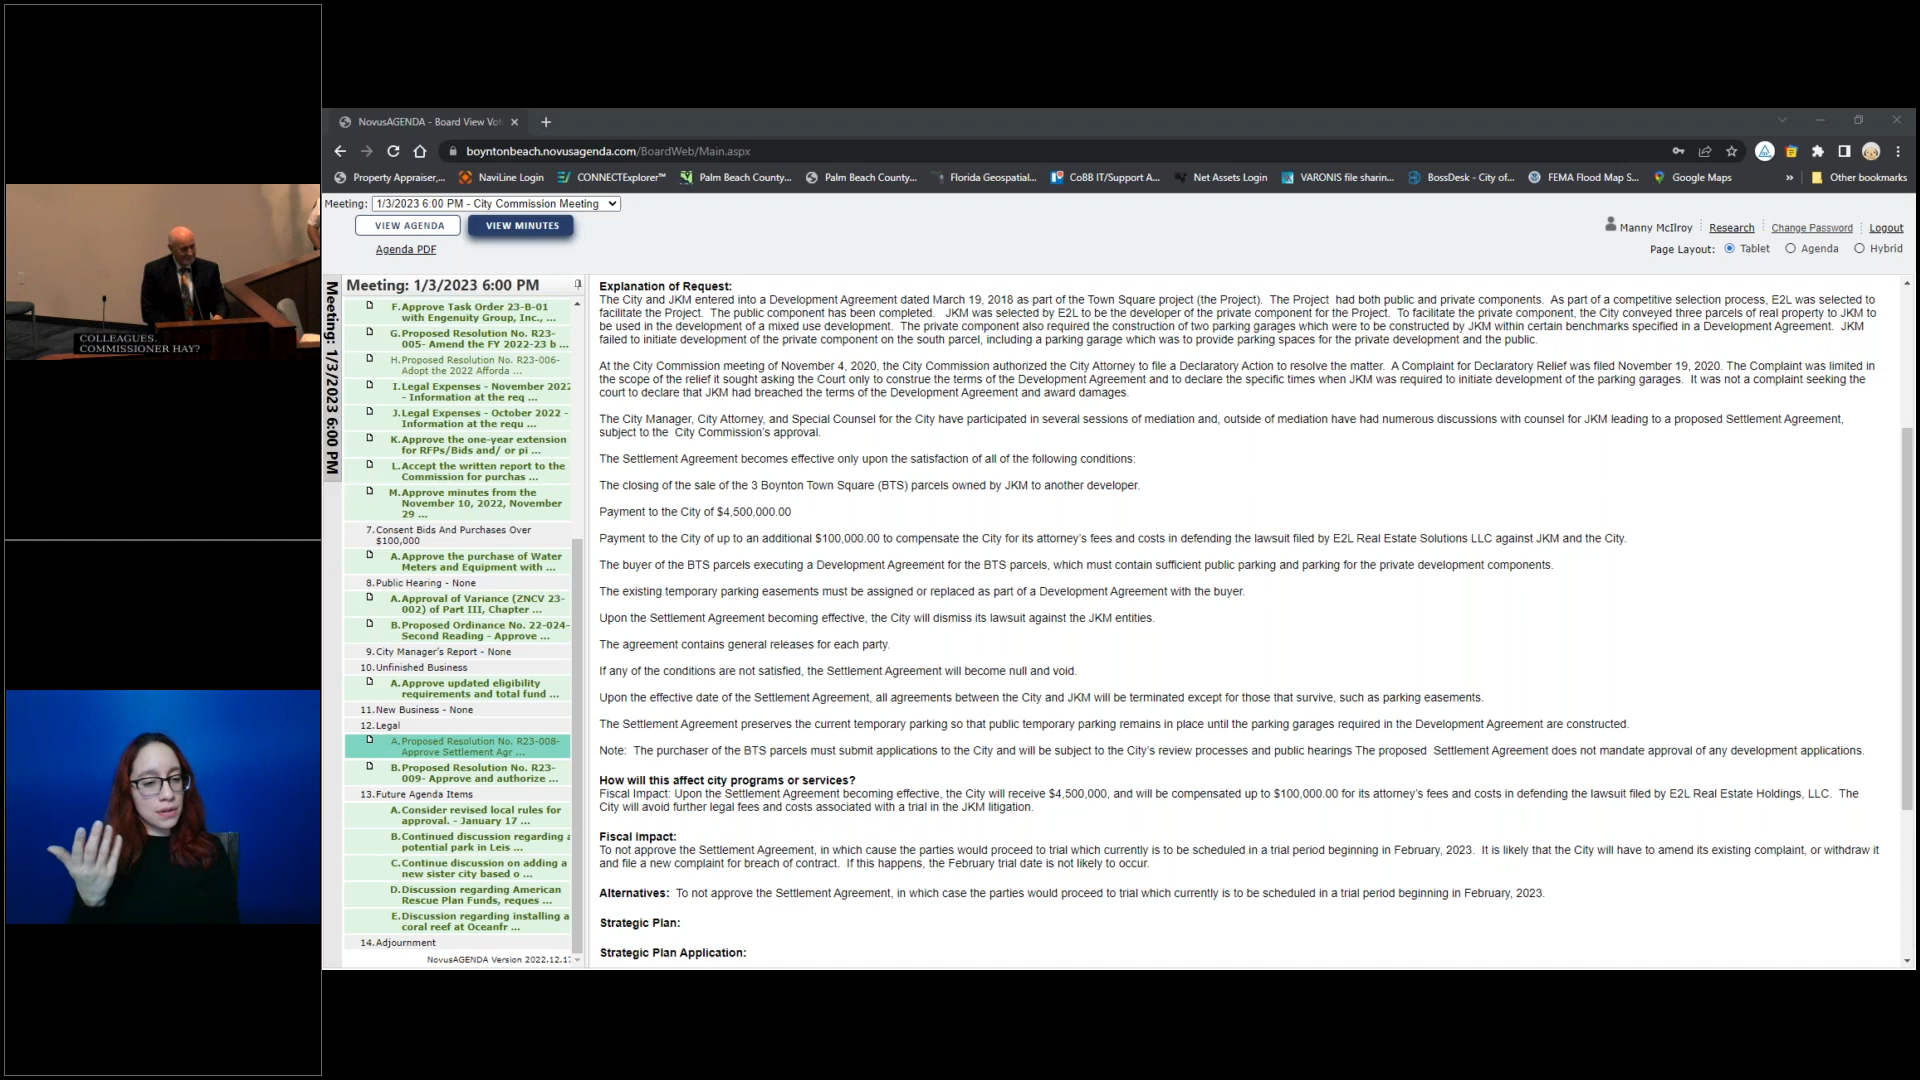 COLLEAGUES.
COMMISSIONER HAY?
NovusAGENDA - Board View Vot
boyntonbeach.novusagenda.com/BoardWeb/Main.aspx
Property Appraiser,... NaviLine Login CONNECTExplorer™ Palm Beach County... Palm Beach County... Florida Geospatial... CoBB IT/Support A... Net Assets Login VARONIS file sharin... BossDesk - City of... FEMA Flood Map S... Google Maps » Other bookmarks
Meeting: 1/3/2023 6:00 PM - City Commission Meeting
VIEW AGENDA VIEW MINUTES
Agenda PDF
Manny McIlroy Research Change Password Logout
Page Layout: Tablet Agenda Hybrid
Meeting: 1/3/2023 6:00 PM
Meeting: 1/3/2023 6:00 PM
F.Approve Task Order 23-B-01
with Engenuity Group, Inc., ...
G.Proposed Resolution No. R23-
005- Amend the FY 2022-23 b ...
H.Proposed Resolution No. R23-006-
Adopt the 2022 Afforda ...
I.Legal Expenses - November 2022
- Information at the req ...
J.Legal Expenses - October 2022 -
Information at the requ ...
K.Approve the one-year extension
for RFPs/Bids and/ or pi ...
L.Accept the written report to the
Commission for purchas ...
M.Approve minutes from the
November 10, 2022, November
29 ...
7.Consent Bids And Purchases Over
$100,000
A.Approve the purchase of Water
Meters and Equipment with ...
8.Public Hearing - None
A.Approval of Variance (ZNCV 23-
002) of Part III, Chapter ...
B.Proposed Ordinance No. 22-024-
Second Reading - Approve ...
9.City Manager's Report - None
10.Unfinished Business
A.Approve updated eligibility
requirements and total fund ...
11.New Business - None
12.Legal
A.Proposed Resolution No. R23-008-
Approve Settlement Agr ...
B.Proposed Resolution No. R23-
009- Approve and authorize ...
13.Future Agenda Items
A.Consider revised local rules for
approval. - January 17 ...
B.Continued discussion regarding a
potential park in Leis ...
C.Continue discussion on adding a
new sister city based o ...
D.Discussion regarding American
Rescue Plan Funds, reques ...
E.Discussion regarding installing a
coral reef at Oceanfr ...
14.Adjournment
NovusAGENDA Version 2022.12.17
Explanation of Request:
The City and JKM entered into a Development Agreement dated March 19, 2018 as part of the Town Square project (the Project). The Project had both public and private components. As part of a competitive selection process, E2L was selected to
facilitate the Project. The public component has been completed. JKM was selected by E2L to be the developer of the private component for the Project. To facilitate the private component, the City conveyed three parcels of real property to JKM to
be used in the development of a mixed use development. The private component also required the construction of two parking garages which were to be constructed by JKM within certain benchmarks specified in a Development Agreement. JKM
failed to initiate development of the private component on the south parcel, including a parking garage which was to provide parking spaces for the private development and the public.
At the City Commission meeting of November 4, 2020, the City Commission authorized the City Attorney to file a Declaratory Action to resolve the matter. A Complaint for Declaratory Relief was filed November 19, 2020. The Complaint was limited in
the scope of the relief it sought asking the Court only to construe the terms of the Development Agreement and to declare the specific times when JKM was required to initiate development of the parking garages. It was not a complaint seeking the
court to declare that JKM had breached the terms of the Development Agreement and award damages.
The City Manager, City Attorney, and Special Counsel for the City have participated in several sessions of mediation and, outside of mediation have had numerous discussions with counsel for JKM leading to a proposed Settlement Agreement,
subject to the City Commission's approval.
The Settlement Agreement becomes effective only upon the satisfaction of all of the following conditions:
The closing of the sale of the 3 Boynton Town Square (BTS) parcels owned by JKM to another developer.
Payment to the City of $4,500,000.00
Payment to the City of up to an additional $100,000.00 to compensate the City for its attorney's fees and costs in defending the lawsuit filed by E2L Real Estate Solutions LLC against JKM and the City.
The buyer of the BTS parcels executing a Development Agreement for the BTS parcels, which must contain sufficient public parking and parking for the private development components.
The existing temporary parking easements must be assigned or replaced as part of a Development Agreement with the buyer.
Upon the Settlement Agreement becoming effective, the City will dismiss its lawsuit against the JKM entities.
The agreement contains general releases for each party.
If any of the conditions are not satisfied, the Settlement Agreement will become null and void.
Upon the effective date of the Settlement Agreement, all agreements between the City and JKM will be terminated except for those that survive, such as parking easements.
The Settlement Agreement preserves the current temporary parking so that public temporary parking remains in place until the parking garages required in the Development Agreement are constructed.
Note: The purchaser of the BTS parcels must submit applications to the City and will be subject to the City's review processes and public hearings The proposed Settlement Agreement does not mandate approval of any development applications.
How will this affect city programs or services?
Fiscal Impact: Upon the Settlement Agreement becoming effective, the City will receive $4,500,000, and will be compensated up to $100,000.00 for its attorney's fees and costs in defending the lawsuit filed by E2L Real Estate Holdings, LLC. The
City will avoid further legal fees and costs associated with a trial in the JKM litigation.
Fiscal Impact:
To not approve the Settlement Agreement, in which cause the parties would proceed to trial which currently is to be scheduled in a trial period beginning in February, 2023. It is likely that the City will have to amend its existing complaint, or withdraw it
and file a new complaint for breach of contract. If this happens, the February trial date is not likely to occur.
Alternatives: To not approve the Settlement Agreement, in which case the parties would proceed to trial which currently is to be scheduled in a trial period beginning in February, 2023.
Strategic Plan:
Strategic Plan Application: